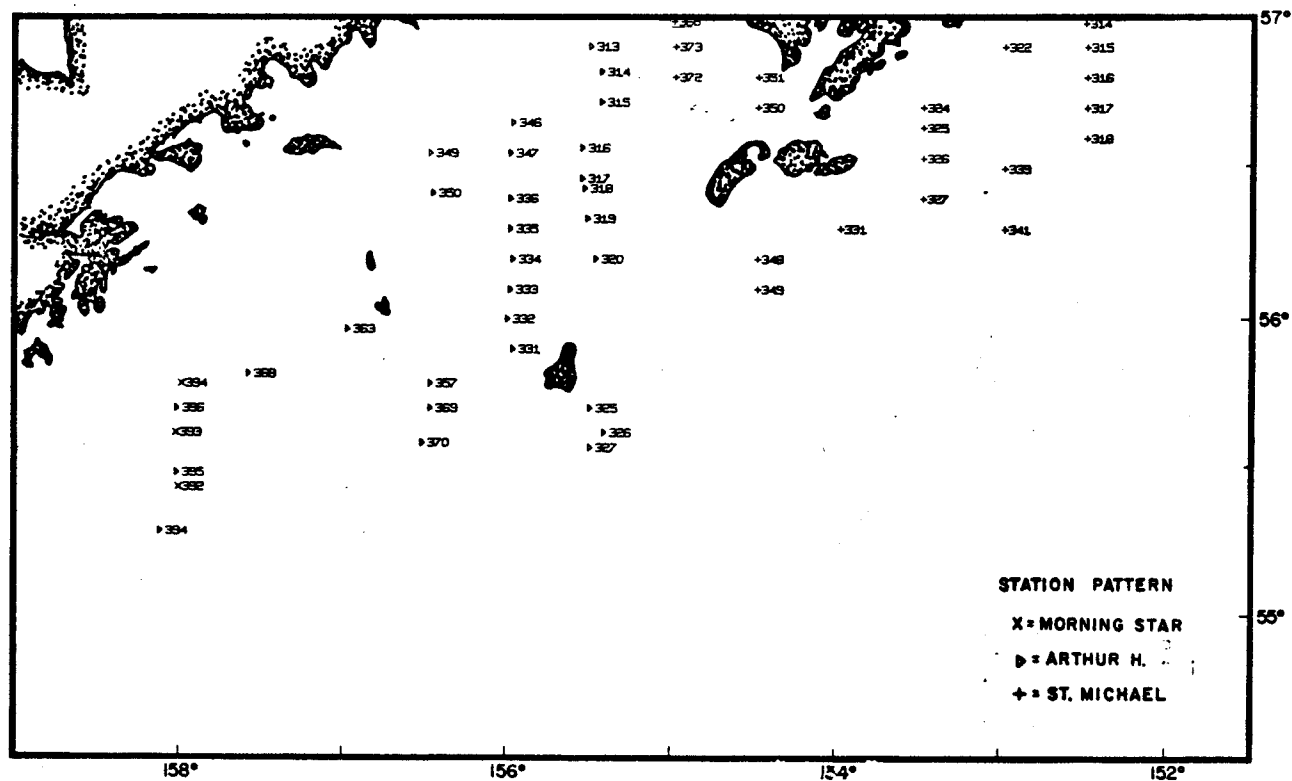 368 314 57°
313 +373 +322 +315
314 +372 +351 +316
315 +350 +324 +317
346 +325 +318
349 347 316 +326 +339
350 317
318
336 +327
319
335 +331 +341
334 320 +348
333 +349
332 56°
363
331
388
×394 357
396 369 325
×393 326
370 327
395
×392
394
STATION PATTERN
55°
X = MORNING STAR
▷ = ARTHUR H.
+ = ST. MICHAEL
158° 156° 154° 152°